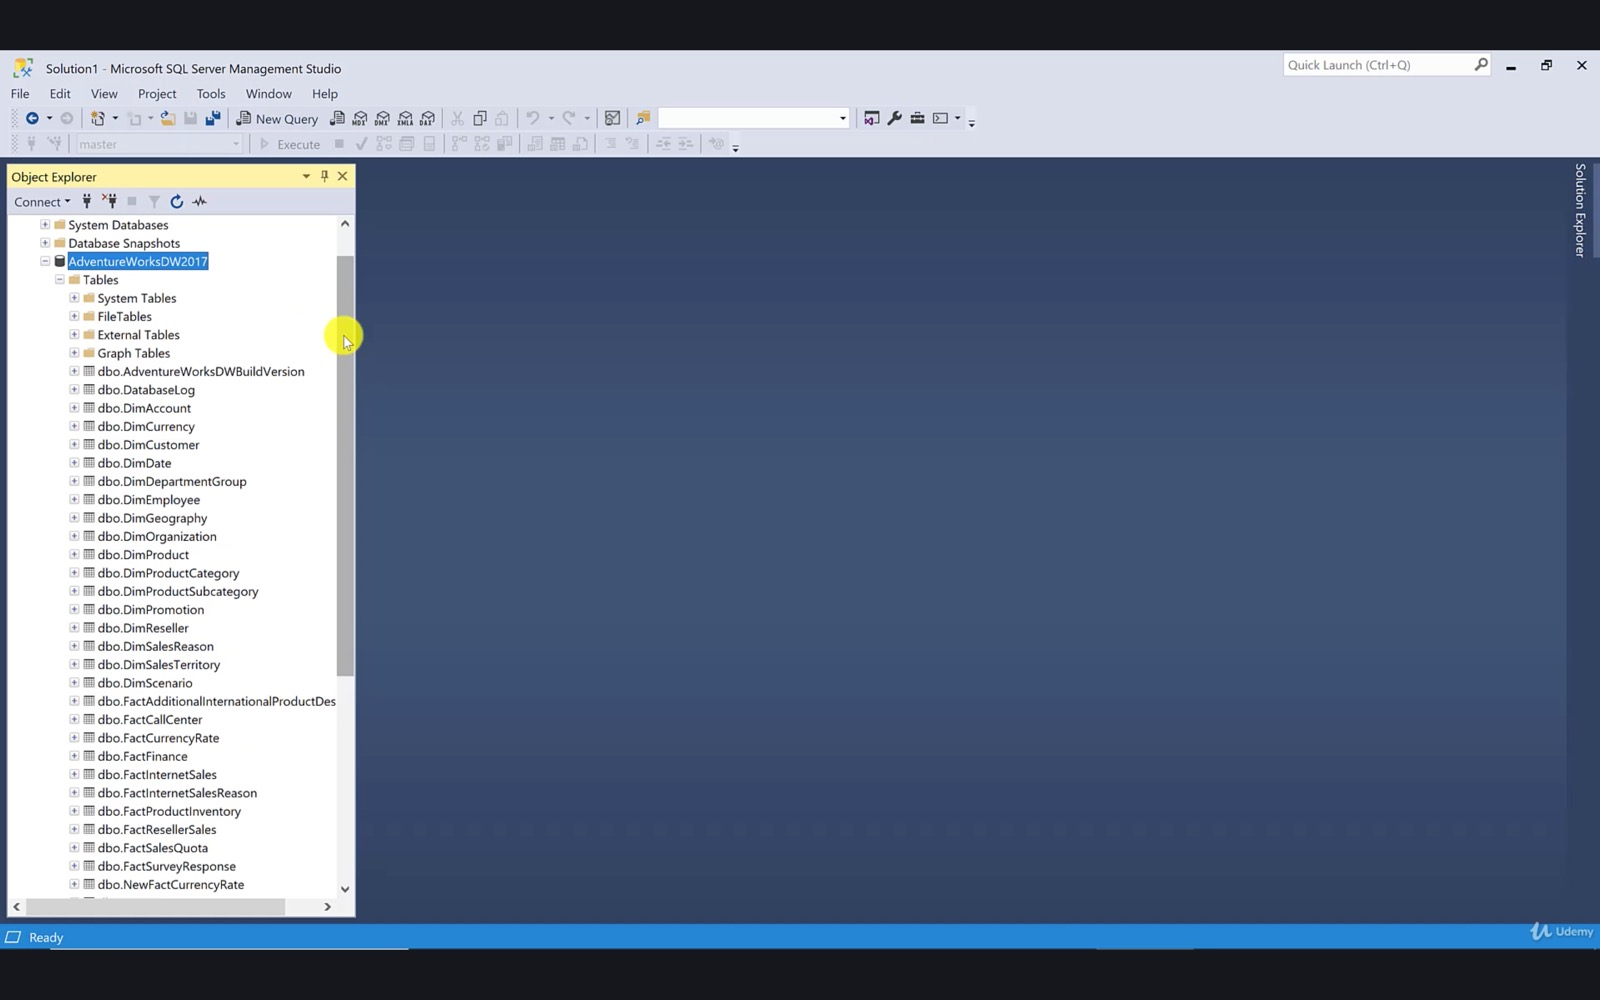 Solution1 - Microsoft SQL Server Management Studio
Quick Launch (Ctrl+Q)
File Edit View Project Tools Window Help
New Query MDX DMX XMLA DAX
master Execute
Object Explorer
Solution Explorer
Connect
System Databases
Database Snapshots
AdventureWorksDW2017
Tables
System Tables
FileTables
External Tables
Graph Tables
dbo.AdventureWorksDWBuildVersion
dbo.DatabaseLog
dbo.DimAccount
dbo.DimCurrency
dbo.DimCustomer
dbo.DimDate
dbo.DimDepartmentGroup
dbo.DimEmployee
dbo.DimGeography
dbo.DimOrganization
dbo.DimProduct
dbo.DimProductCategory
dbo.DimProductSubcategory
dbo.DimPromotion
dbo.DimReseller
dbo.DimSalesReason
dbo.DimSalesTerritory
dbo.DimScenario
dbo.FactAdditionalInternationalProductDes
dbo.FactCallCenter
dbo.FactCurrencyRate
dbo.FactFinance
dbo.FactInternetSales
dbo.FactInternetSalesReason
dbo.FactProductInventory
dbo.FactResellerSales
dbo.FactSalesQuota
dbo.FactSurveyResponse
dbo.NewFactCurrencyRate
Ready
Udemy